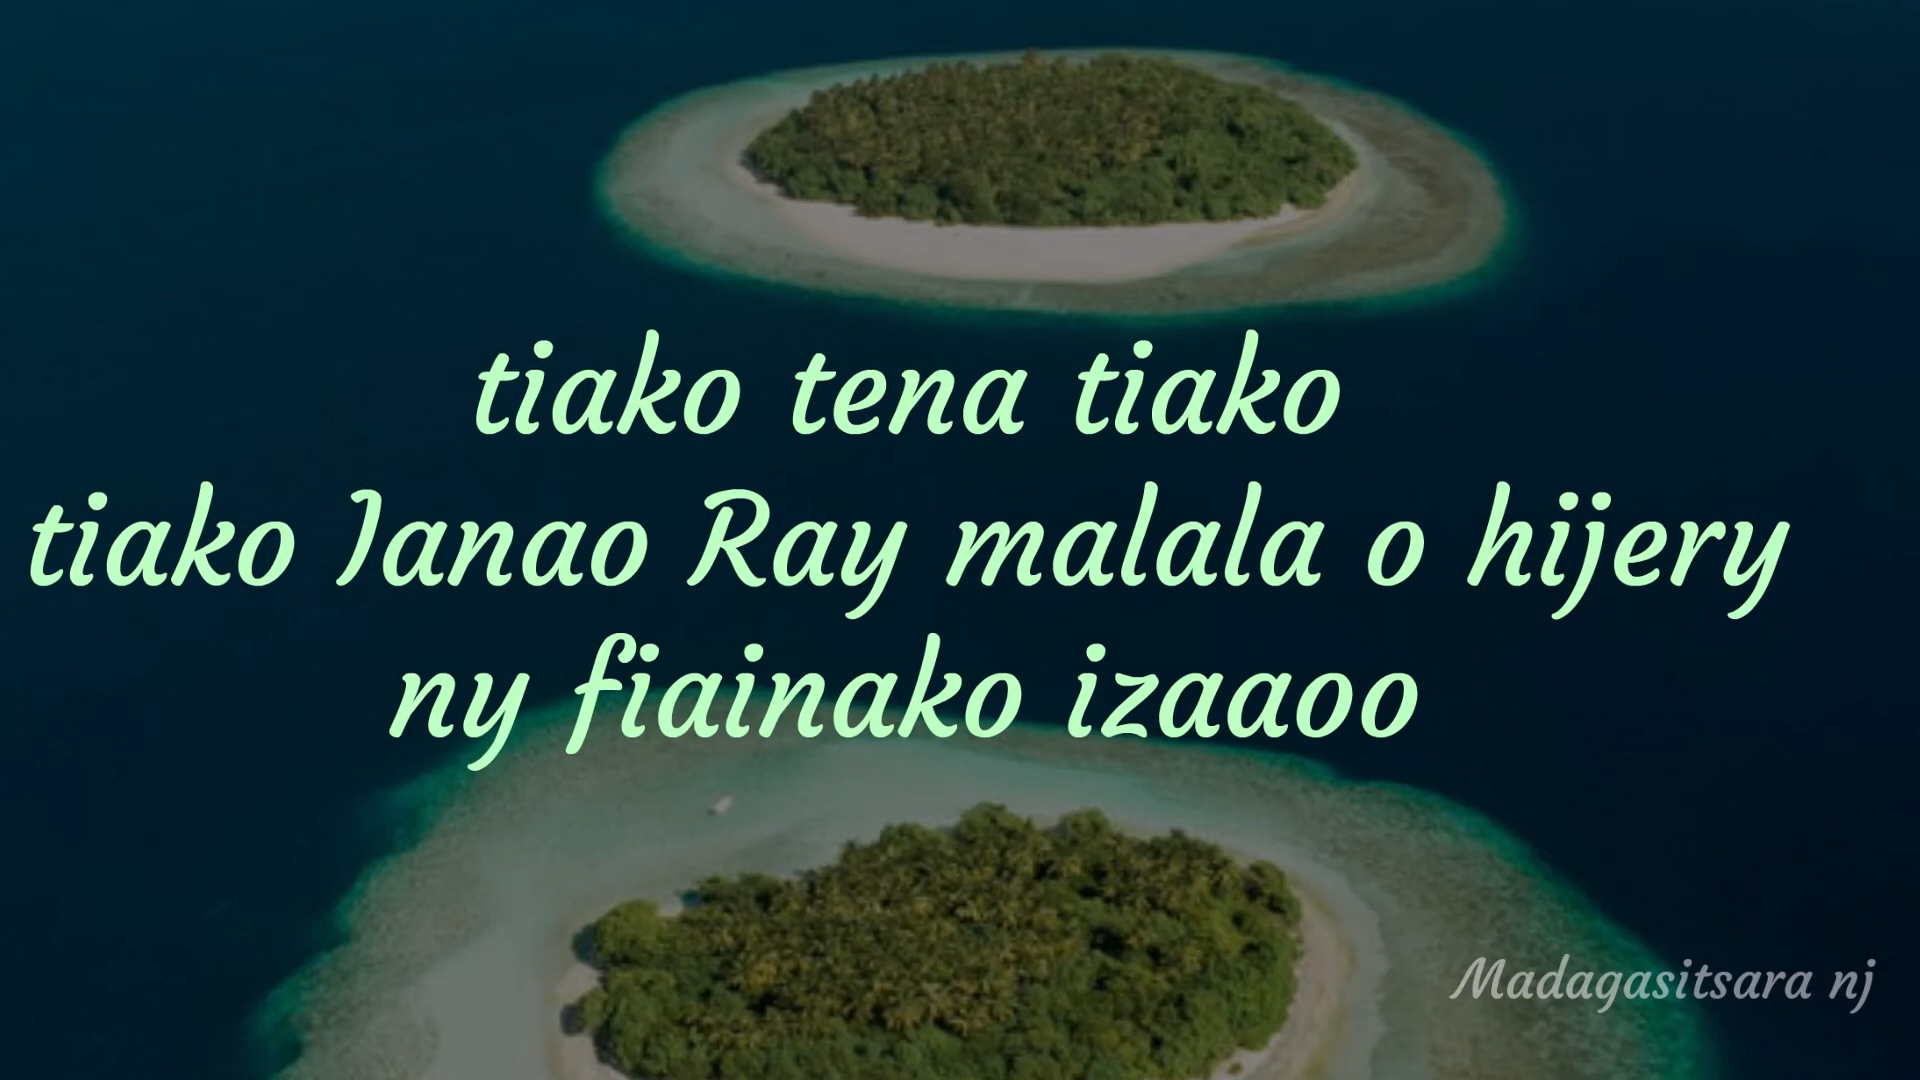 tiako tena tiako
tiako Ianao Ray malala o hijery
ny fiainako izaaoo
Madagasitsara nj